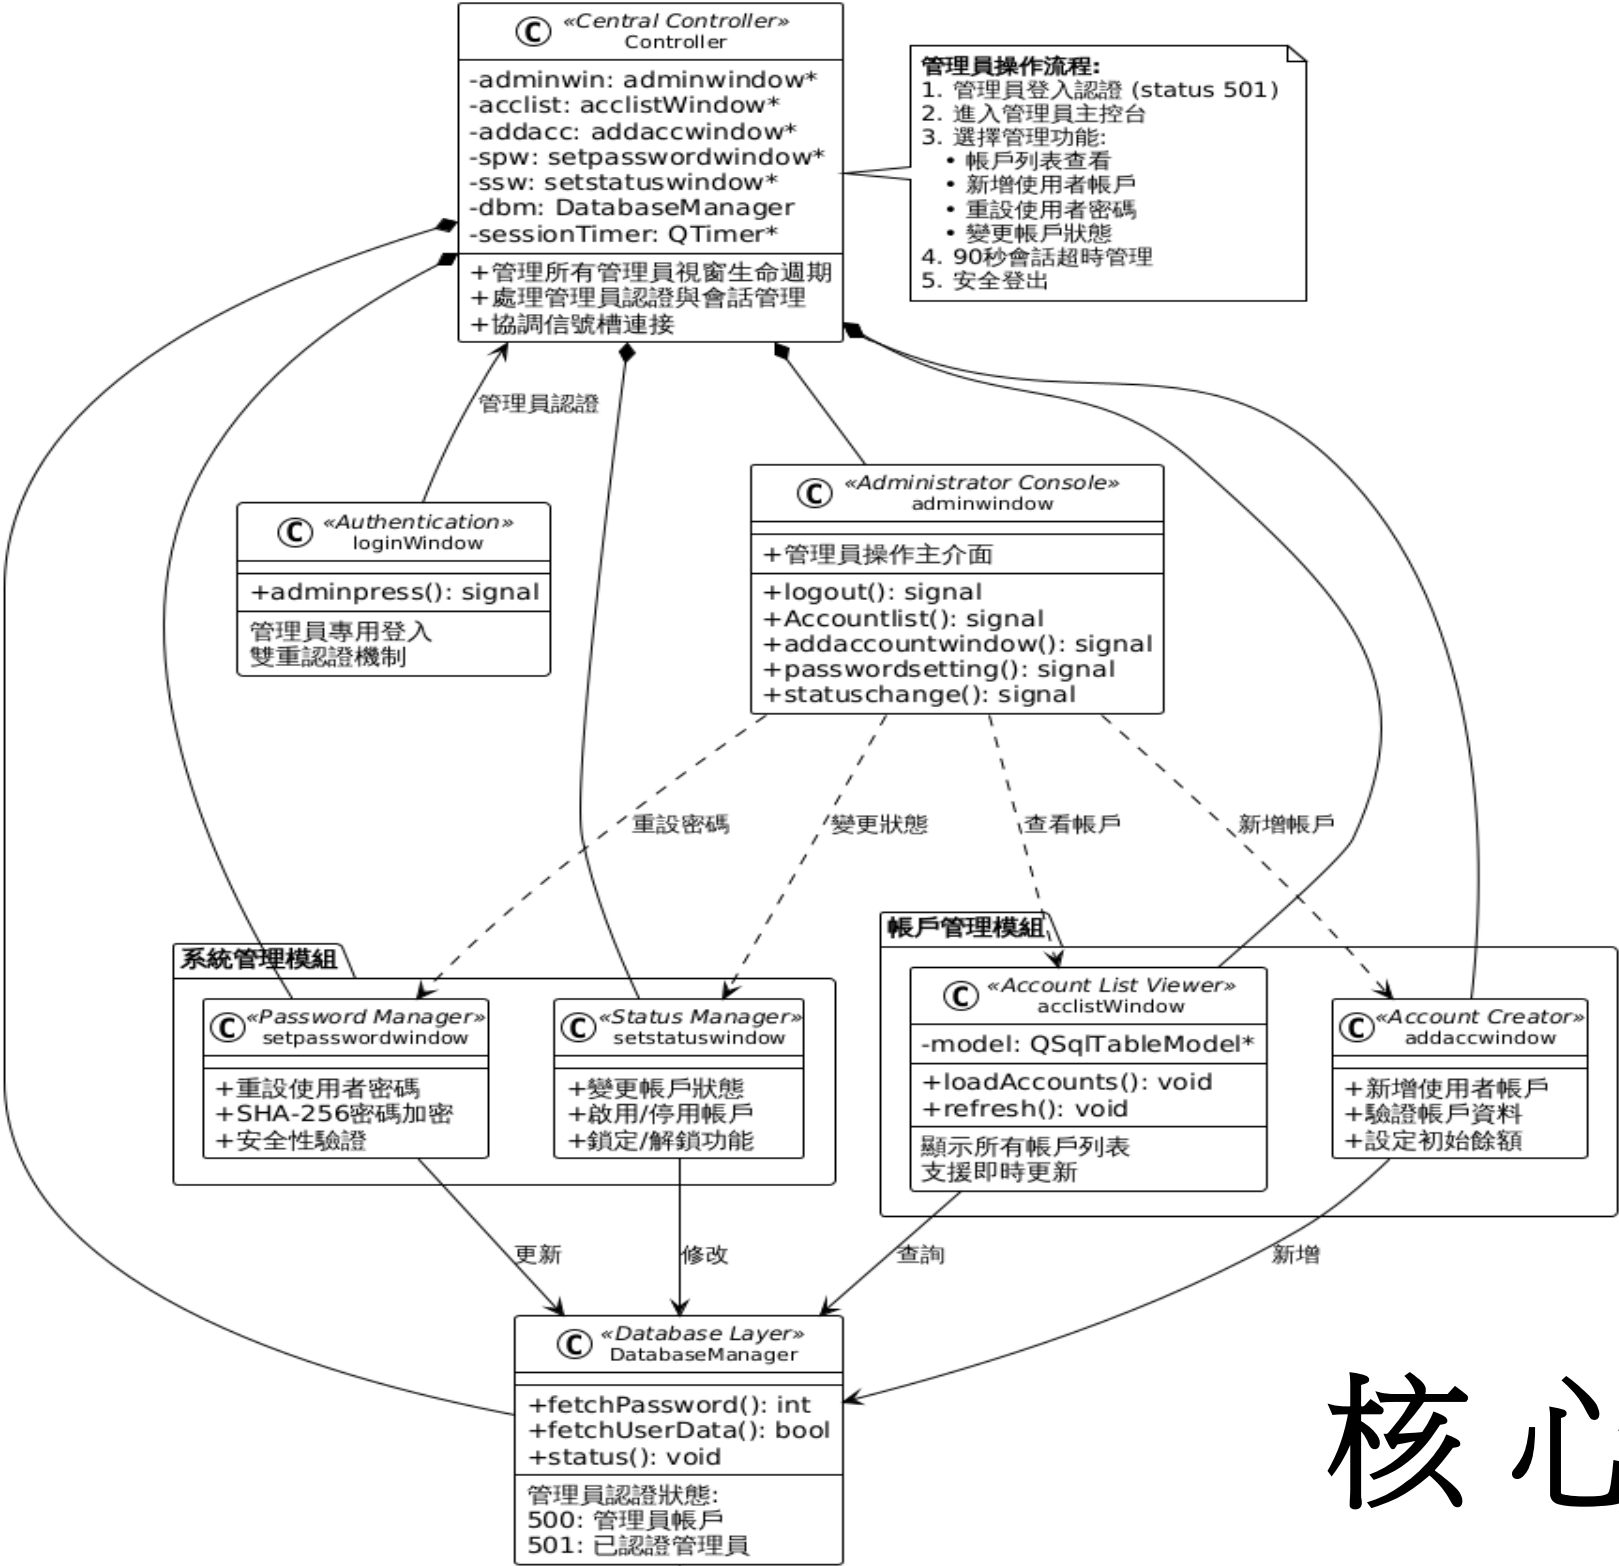 «Central Controller»
Controller
-adminwin: adminwindow*
-acclist: acclistWindow*
-addacc: addaccwindow*
-spw: setpasswordwindow*
-ssw: setstatuswindow*
-dbm: DatabaseManager
-sessionTimer: QTimer*
+管理所有管理員視窗生命週期
+處理管理員認證與會話管理
+協調信號槽連接
管理員操作流程:
1. 管理員登入認證 (status 501)
2. 進入管理員主控台
3. 選擇管理功能:
• 帳戶列表查看
• 新增使用者帳戶
• 重設使用者密碼
• 變更帳戶狀態
4. 90秒會話超時管理
5. 安全登出
管理員認證
C «Authentication»
loginWindow
+adminpress(): signal
管理員專用登入
雙重認證機制
C «Administrator Console»
adminwindow
+管理員操作主介面
+logout(): signal
+Accountlist(): signal
+addaccountwindow(): signal
+passwordsetting(): signal
+statuschange(): signal
重設密碼
變更狀態
查看帳戶
新增帳戶
系統管理模組
C «Password Manager»
setpasswordwindow
+重設使用者密碼
+SHA-256密碼加密
+安全性驗證
C «Status Manager»
setstatuswindow
+變更帳戶狀態
+啟用/停用帳戶
+鎖定/解鎖功能
帳戶管理模組
C «Account List Viewer»
acclistWindow
-model: QSqlTableModel*
+loadAccounts(): void
+refresh(): void
顯示所有帳戶列表
支援即時更新
C «Account Creator»
addaccwindow
+新增使用者帳戶
+驗證帳戶資料
+設定初始餘額
更新
修改
查詢
新增
C «Database Layer»
DatabaseManager
+fetchPassword(): int
+fetchUserData(): bool
+status(): void
管理員認證狀態:
500: 管理員帳戶
501: 已認證管理員
核心